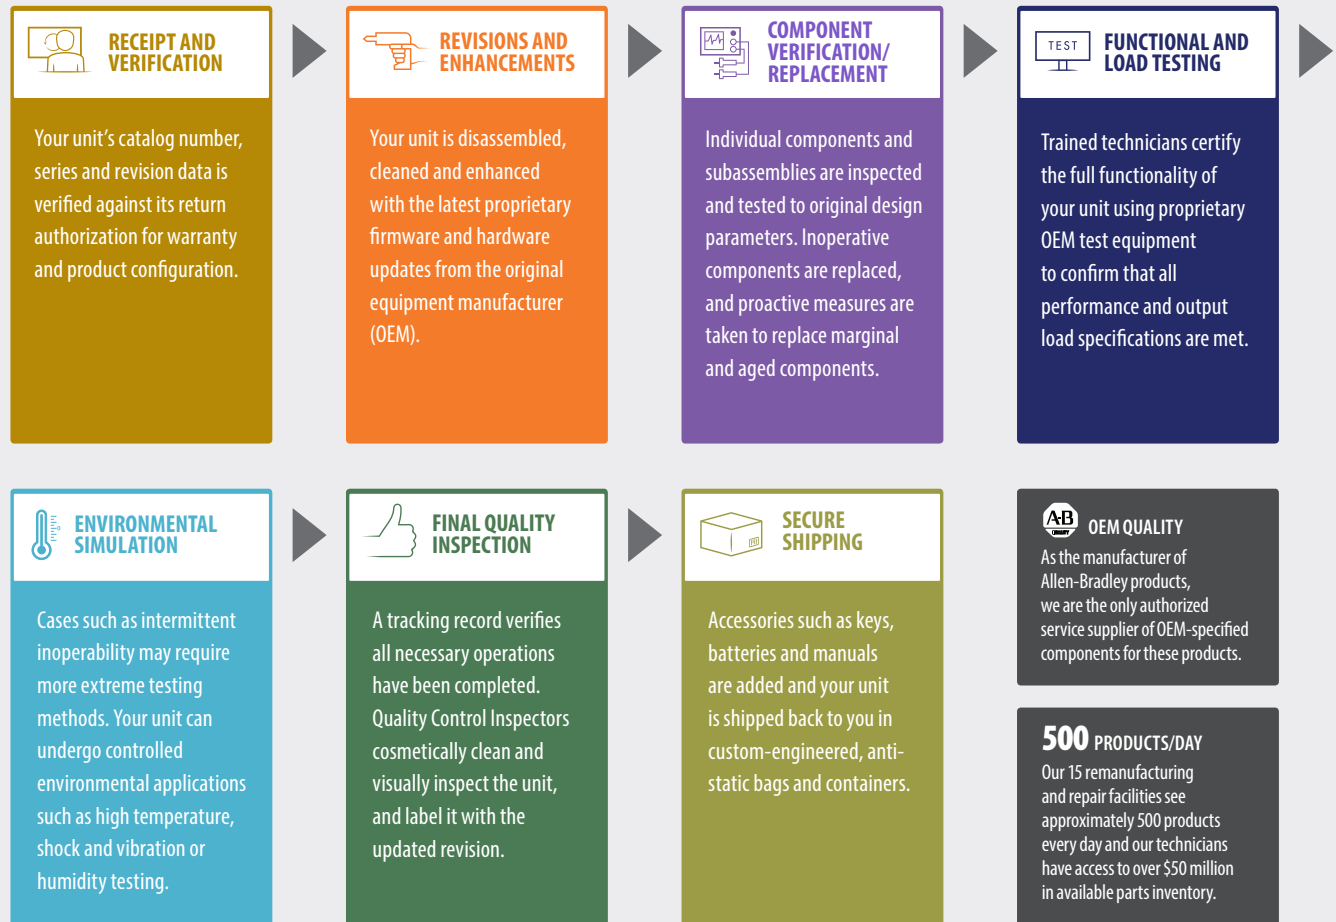 RECEIPT AND
VERIFICATION
Your unit's catalog number,
series and revision data is
verified against its return
authorization for warranty
and product configuration.
REVISIONS AND
ENHANCEMENTS
Your unit is disassembled,
cleaned and enhanced
with the latest proprietary
firmware and hardware
updates from the original
equipment manufacturer
(OEM).
COMPONENT
VERIFICATION/
REPLACEMENT
Individual components and
subassemblies are inspected
and tested to original design
parameters. Inoperative
components are replaced,
and proactive measures are
taken to replace marginal
and aged components.
TEST
FUNCTIONAL AND
LOAD TESTING
Trained technicians certify
the full functionality of
your unit using proprietary
OEM test equipment
to confirm that all
performance and output
load specifications are met.
ENVIRONMENTAL
SIMULATION
Cases such as intermittent
inoperability may require
more extreme testing
methods. Your unit can
undergo controlled
environmental applications
such as high temperature,
shock and vibration or
humidity testing.
FINAL QUALITY
INSPECTION
A tracking record verifies
all necessary operations
have been completed.
Quality Control Inspectors
cosmetically clean and
visually inspect the unit,
and label it with the
updated revision.
SECURE
SHIPPING
Accessories such as keys,
batteries and manuals
are added and your unit
is shipped back to you in
custom-engineered, anti-
static bags and containers.
A·B
QUALITY
OEM QUALITY
As the manufacturer of
Allen-Bradley products,
we are the only authorized
service supplier of OEM-specified
components for these products.
500 PRODUCTS/DAY
Our 15 remanufacturing
and repair facilities see
approximately 500 products
every day and our technicians
have access to over $50 million
in available parts inventory.